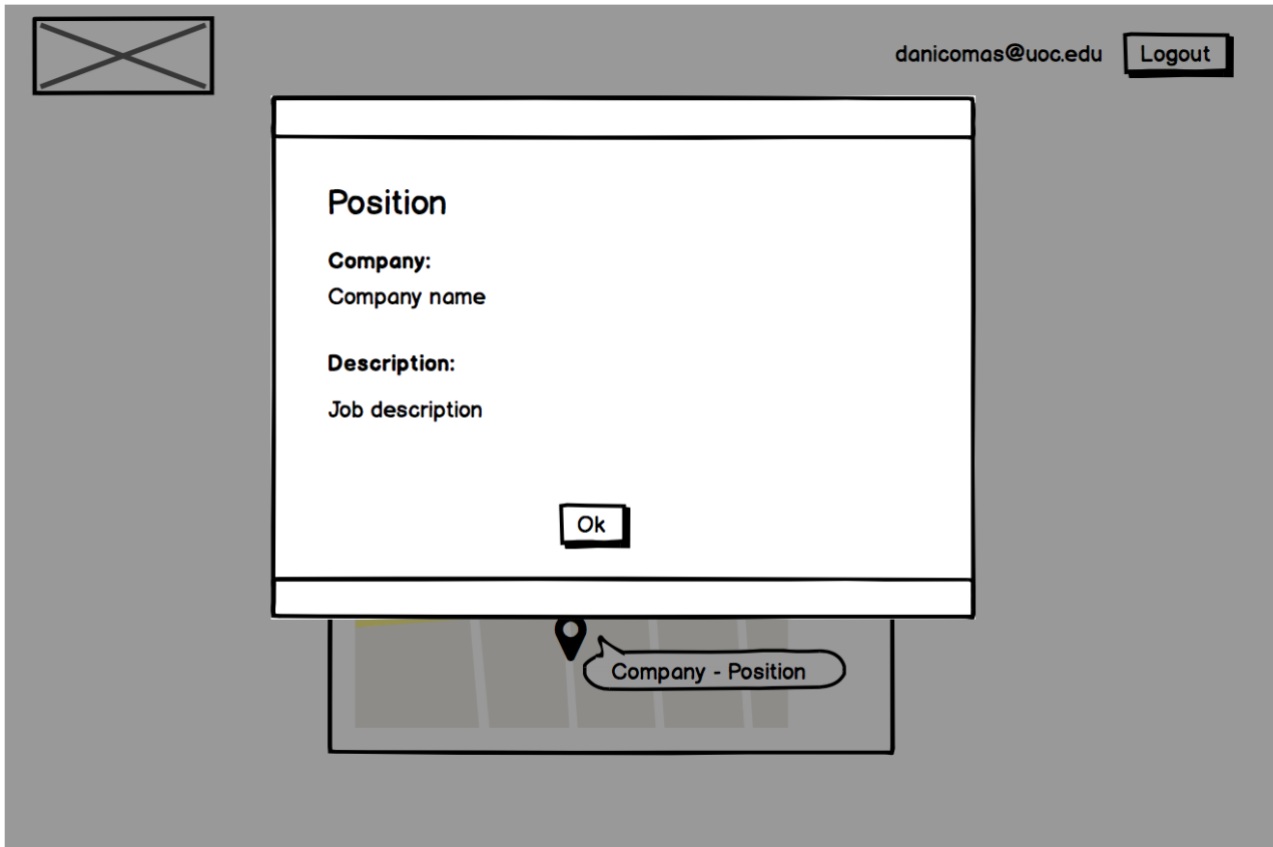 danicomas@uoc.edu
Logout
Position
Company:
Company name
Description:
Job description
Ok
Company - Position